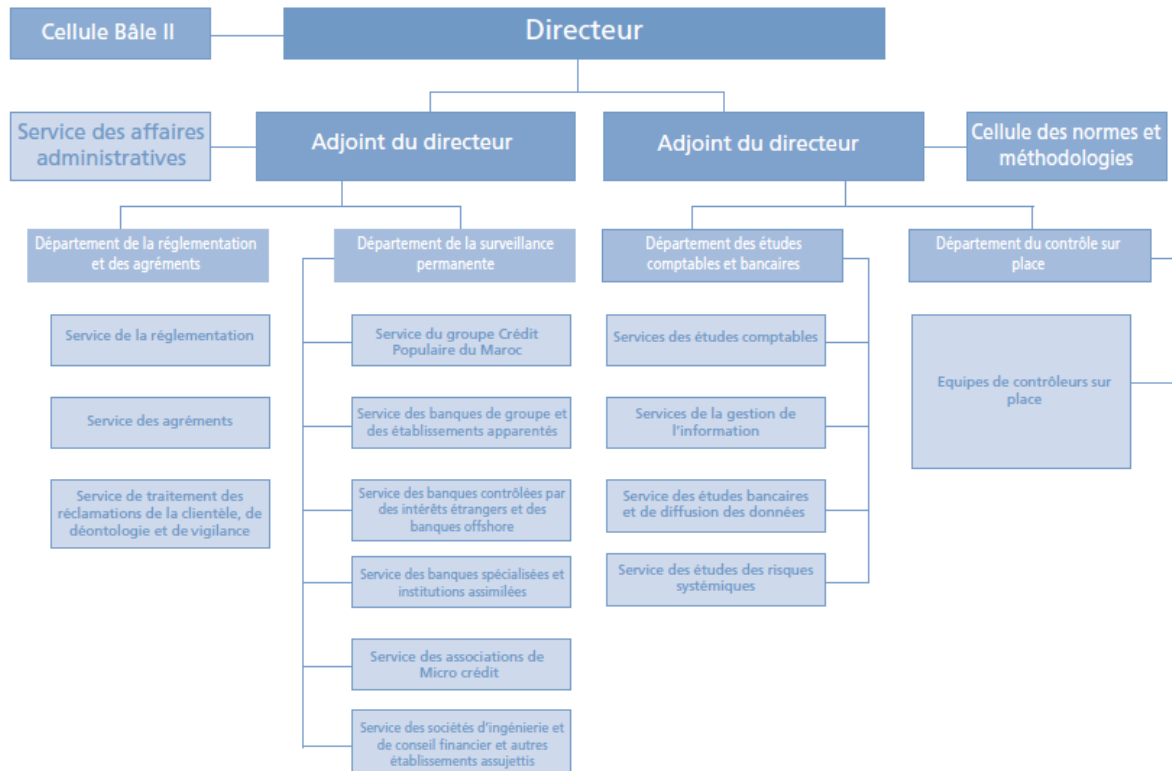 Cellule Bâle II
Directeur
Service des affaires
administratives
Adjoint du directeur
Adjoint du directeur
Cellule des normes et
méthodologies
Département de la réglementation
et des agréments
Département de la surveillance
permanente
Département des études
comptables et bancaires
Département du contrôle sur
place
Service de la réglementation
Service des agréments
Service de traitement des
réclamations de la clientèle, de
déontologie et de vigilance
Service du groupe Crédit
Populaire du Maroc
Service des banques de groupe et
des établissements apparentés
Service des banques contrôlées par
des intérêts étrangers et des
banques offshore
Service des banques spécialisées et
institutions assimilées
Service des associations de
Micro crédit
Service des sociétés d'ingénierie et
de conseil financier et autres
établissements assujettis
Services des études comptables
Services de la gestion de
l'information
Service des études bancaires
et de diffusion des données
Service des études des risques
systémiques
Equipes de contrôleurs sur
place